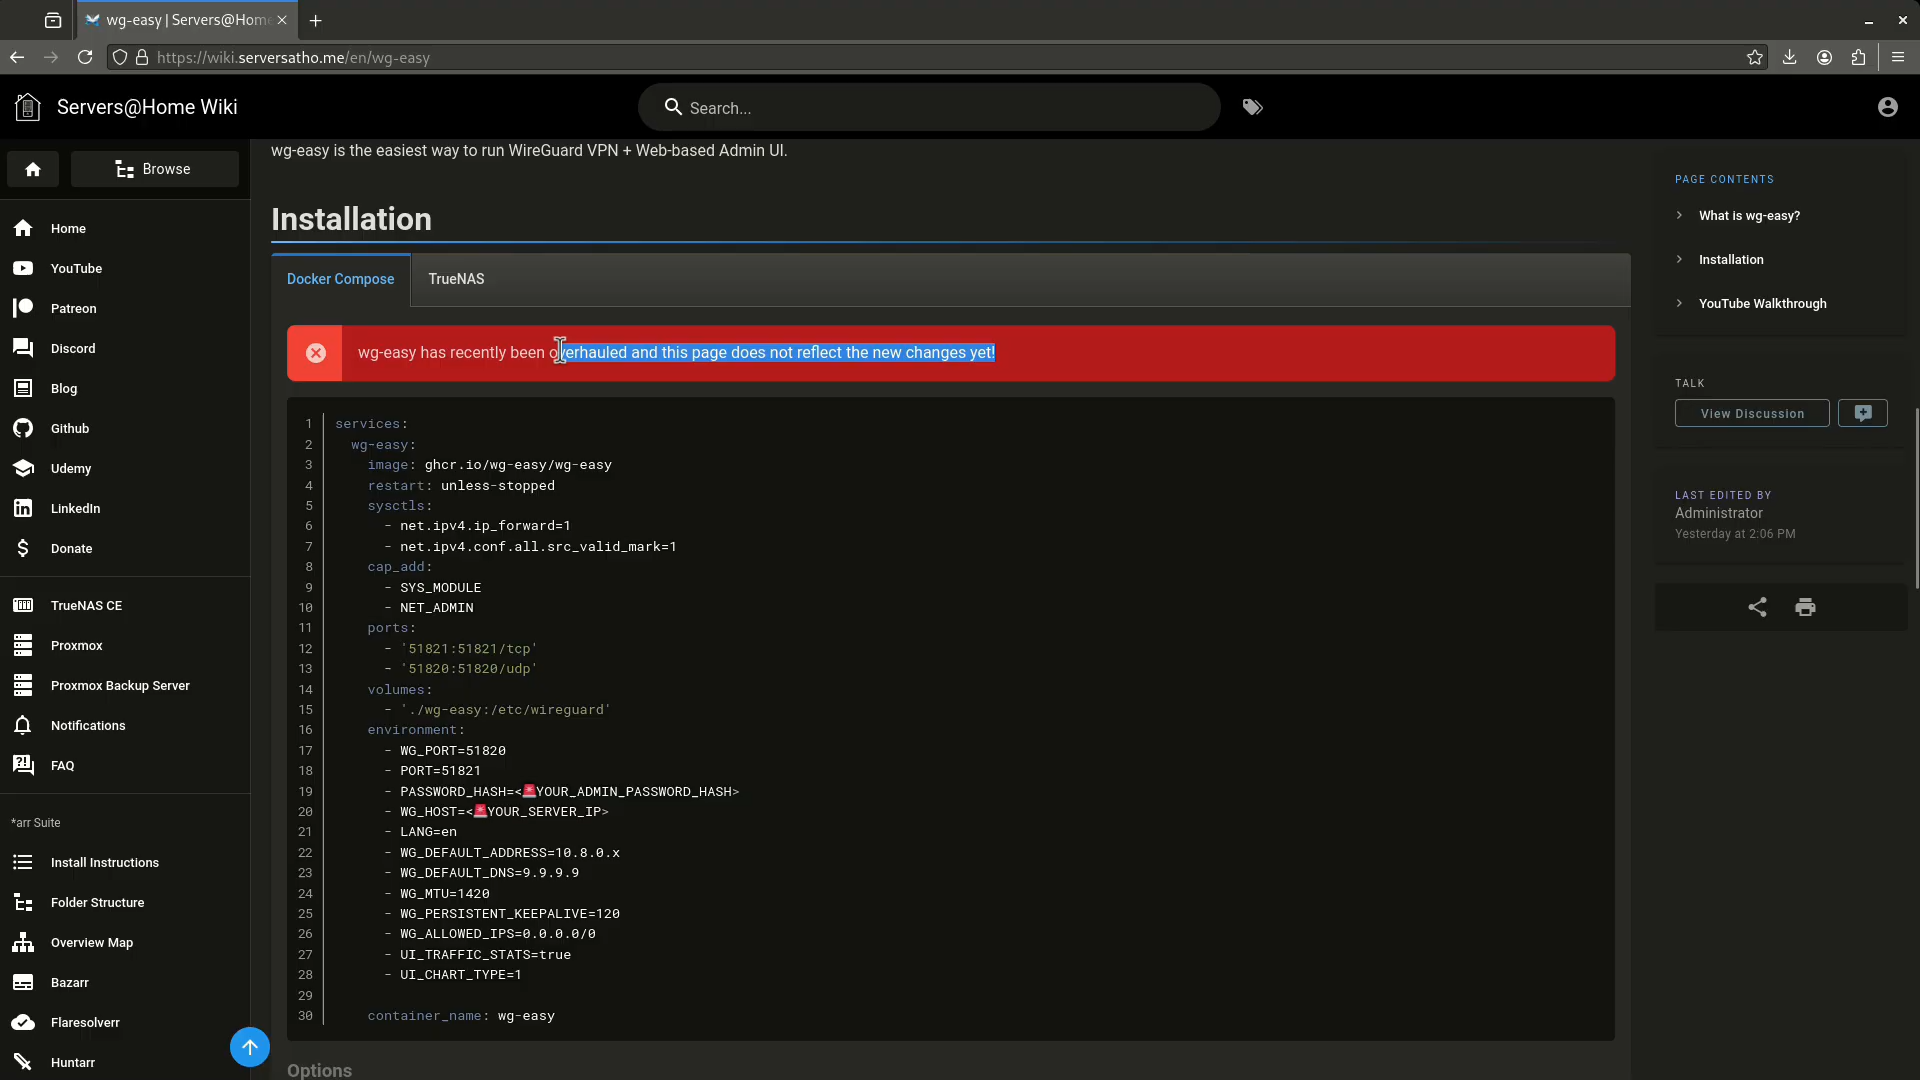 wg-easy | Servers@Home
https://wiki.serversatho.me/en/wg-easy
Servers@Home Wiki
Search...
Browse
Home
YouTube
Patreon
Discord
Blog
Github
Udemy
LinkedIn
Donate
TrueNAS CE
Proxmox
Proxmox Backup Server
Notifications
FAQ
*arr Suite
Install Instructions
Folder Structure
Overview Map
Bazarr
Flaresolverr
Huntarr
wg-easy is the easiest way to run WireGuard VPN + Web-based Admin UI.
Installation
Docker Compose
TrueNAS
wg-easy has recently been overhauled and this page does not reflect the new changes yet!
1 services:
2 wg-easy:
3 image: ghcr.io/wg-easy/wg-easy
4 restart: unless-stopped
5 sysctls:
6 - net.ipv4.ip_forward=1
7 - net.ipv4.conf.all.src_valid_mark=1
8 cap_add:
9 - SYS_MODULE
10 - NET_ADMIN
11 ports:
12 - '51821:51821/tcp'
13 - '51820:51820/udp'
14 volumes:
15 - './wg-easy:/etc/wireguard'
16 environment:
17 - WG_PORT=51820
18 - PORT=51821
19 - PASSWORD_HASH=<🚨YOUR_ADMIN_PASSWORD_HASH>
20 - WG_HOST=<🚨YOUR_SERVER_IP>
21 - LANG=en
22 - WG_DEFAULT_ADDRESS=10.8.0.x
23 - WG_DEFAULT_DNS=9.9.9.9
24 - WG_MTU=1420
25 - WG_PERSISTENT_KEEPALIVE=120
26 - WG_ALLOWED_IPS=0.0.0.0/0
27 - UI_TRAFFIC_STATS=true
28 - UI_CHART_TYPE=1
29
30 container_name: wg-easy
Options
PAGE CONTENTS
What is wg-easy?
Installation
YouTube Walkthrough
TALK
View Discussion
LAST EDITED BY
Administrator
Yesterday at 2:06 PM